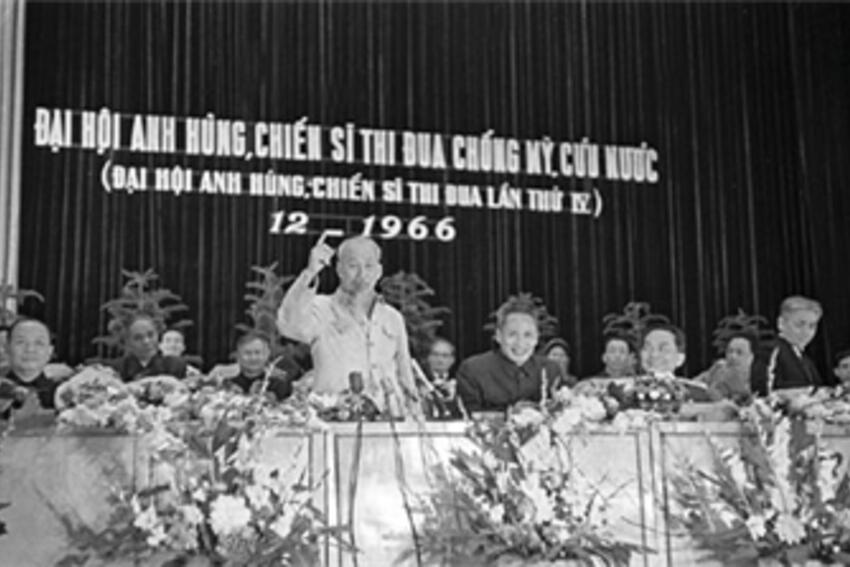 ĐẠI HỘI ANH HÙNG, CHIẾN SĨ THI ĐUA CHỐNG MỸ, CỨU NƯỚC
(ĐẠI HỘI ANH HÙNG, CHIẾN SĨ THI ĐUA LẦN THỨ IV)
12 - 1966